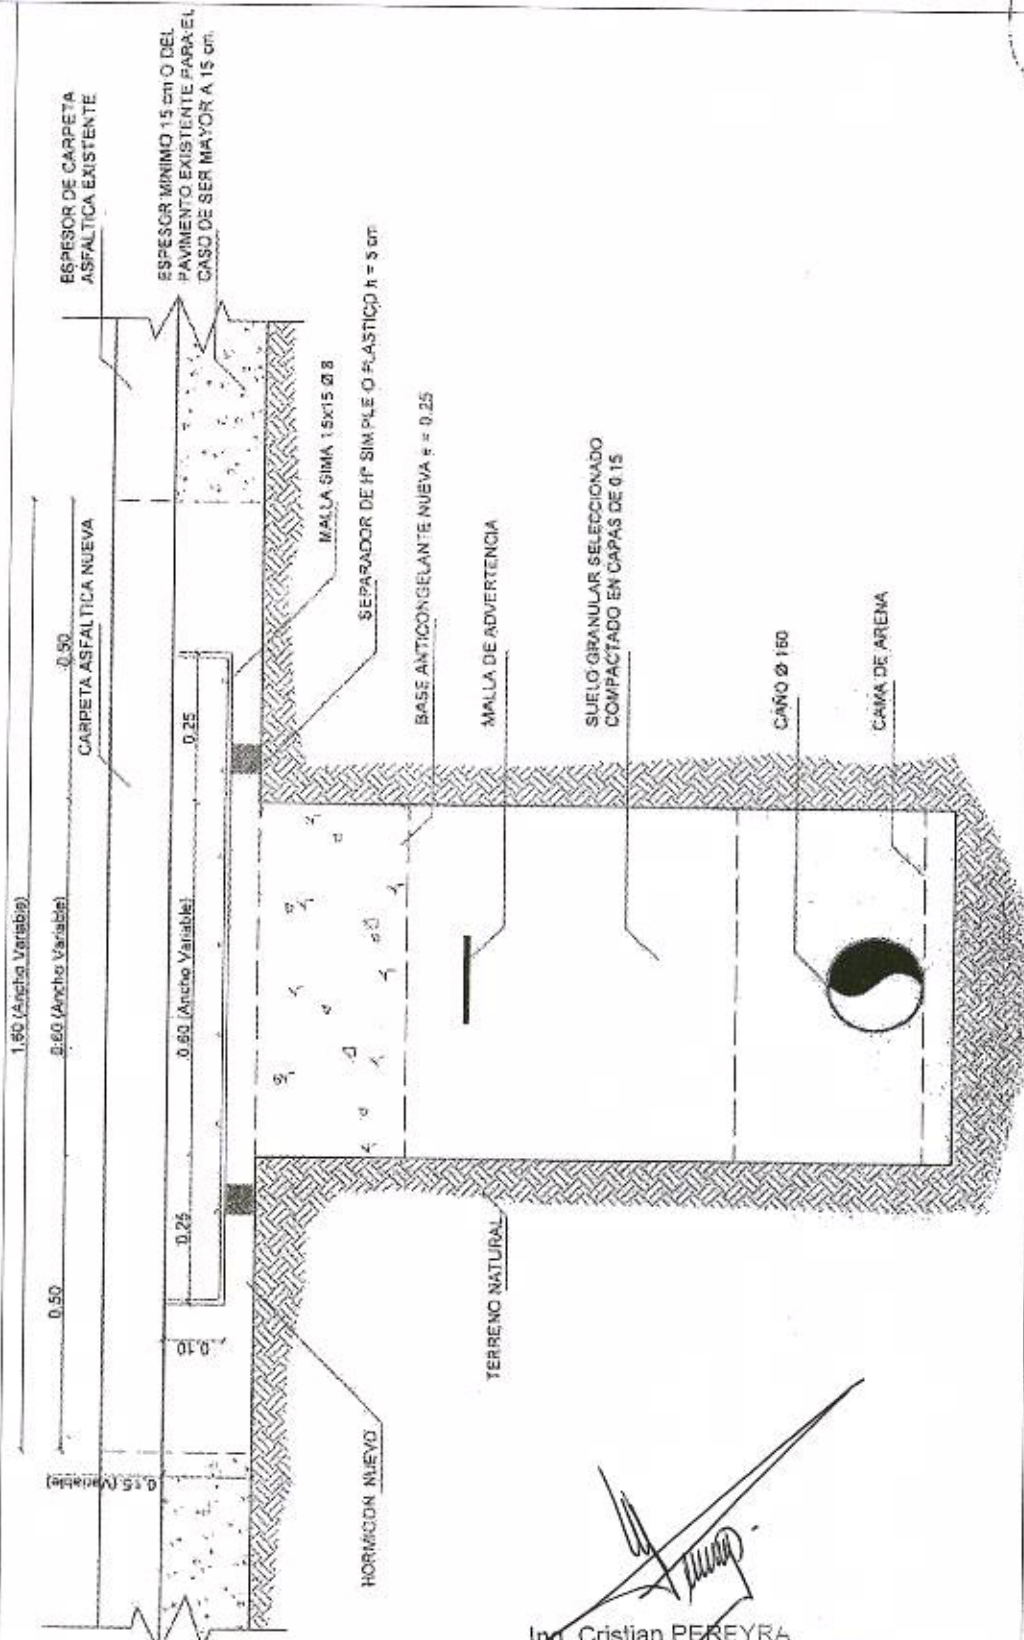 1,60 (Ancho Variable)
0.50
0.60 (Ancho Variable)
0.50
ESPESOR DE CARPETA
ASFALTICA EXISTENTE
CARPETA ASFALTICA NUEVA
ESPESOR MINIMO 15 cm O DEL
PAVIMENTO EXISTENTE PARA EL
CASO DE SER MAYOR A 15 cm.
0.15 (Variable)
0.10
0.25
0.60 (Ancho Variable)
0.25
MALLA SIMA 15x15 Ø 8
SEPARADOR DE Hº SIMPLE O PLASTICO h = 5 cm
HORMIGON NUEVO
BASE ANTICONGELANTE NUEVA e = 0.25
MALLA DE ADVERTENCIA
TERRENO NATURAL
SUELO GRANULAR SELECCIONADO
COMPACTADO EN CAPAS DE 0.15
CAÑO Ø 160
CAMA DE ARENA
Ing. Cristian PEREYRA